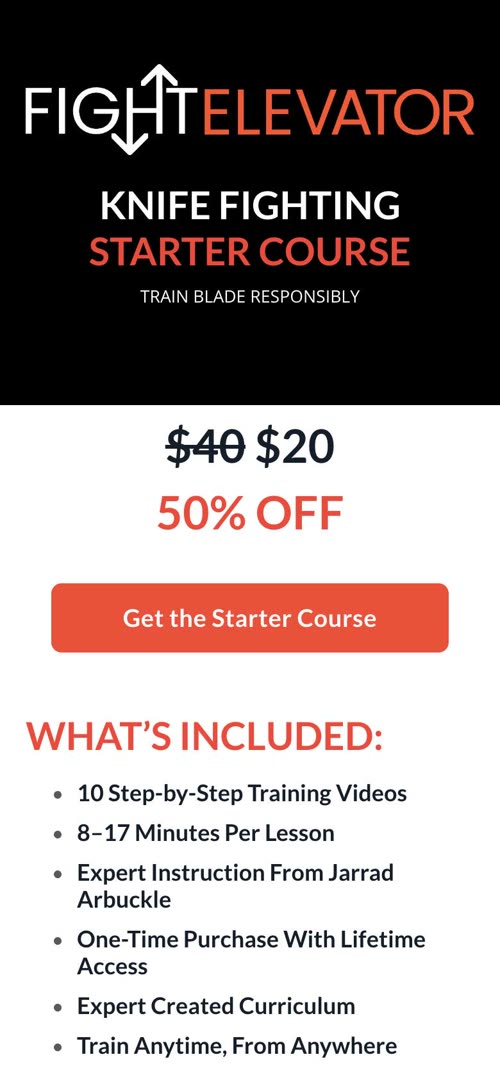 FIGHTELEVATOR
KNIFE FIGHTING
STARTER COURSE
TRAIN BLADE RESPONSIBLY
$40 $20
50% OFF
Get the Starter Course
WHAT’S INCLUDED:
• 10 Step-by-Step Training Videos
• 8–17 Minutes Per Lesson
• Expert Instruction From Jarrad
Arbuckle
• One-Time Purchase With Lifetime
Access
• Expert Created Curriculum
• Train Anytime, From Anywhere